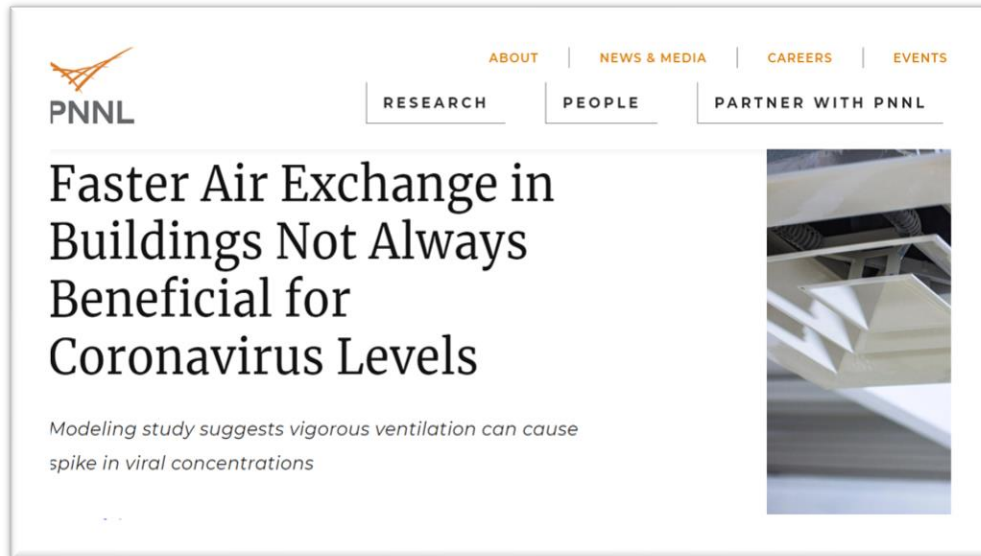 ABOUT NEWS & MEDIA CAREERS EVENTS
PNNL
RESEARCH PEOPLE PARTNER WITH PNNL
Faster Air Exchange in
Buildings Not Always
Beneficial for
Coronavirus Levels
Modeling study suggests vigorous ventilation can cause
spike in viral concentrations